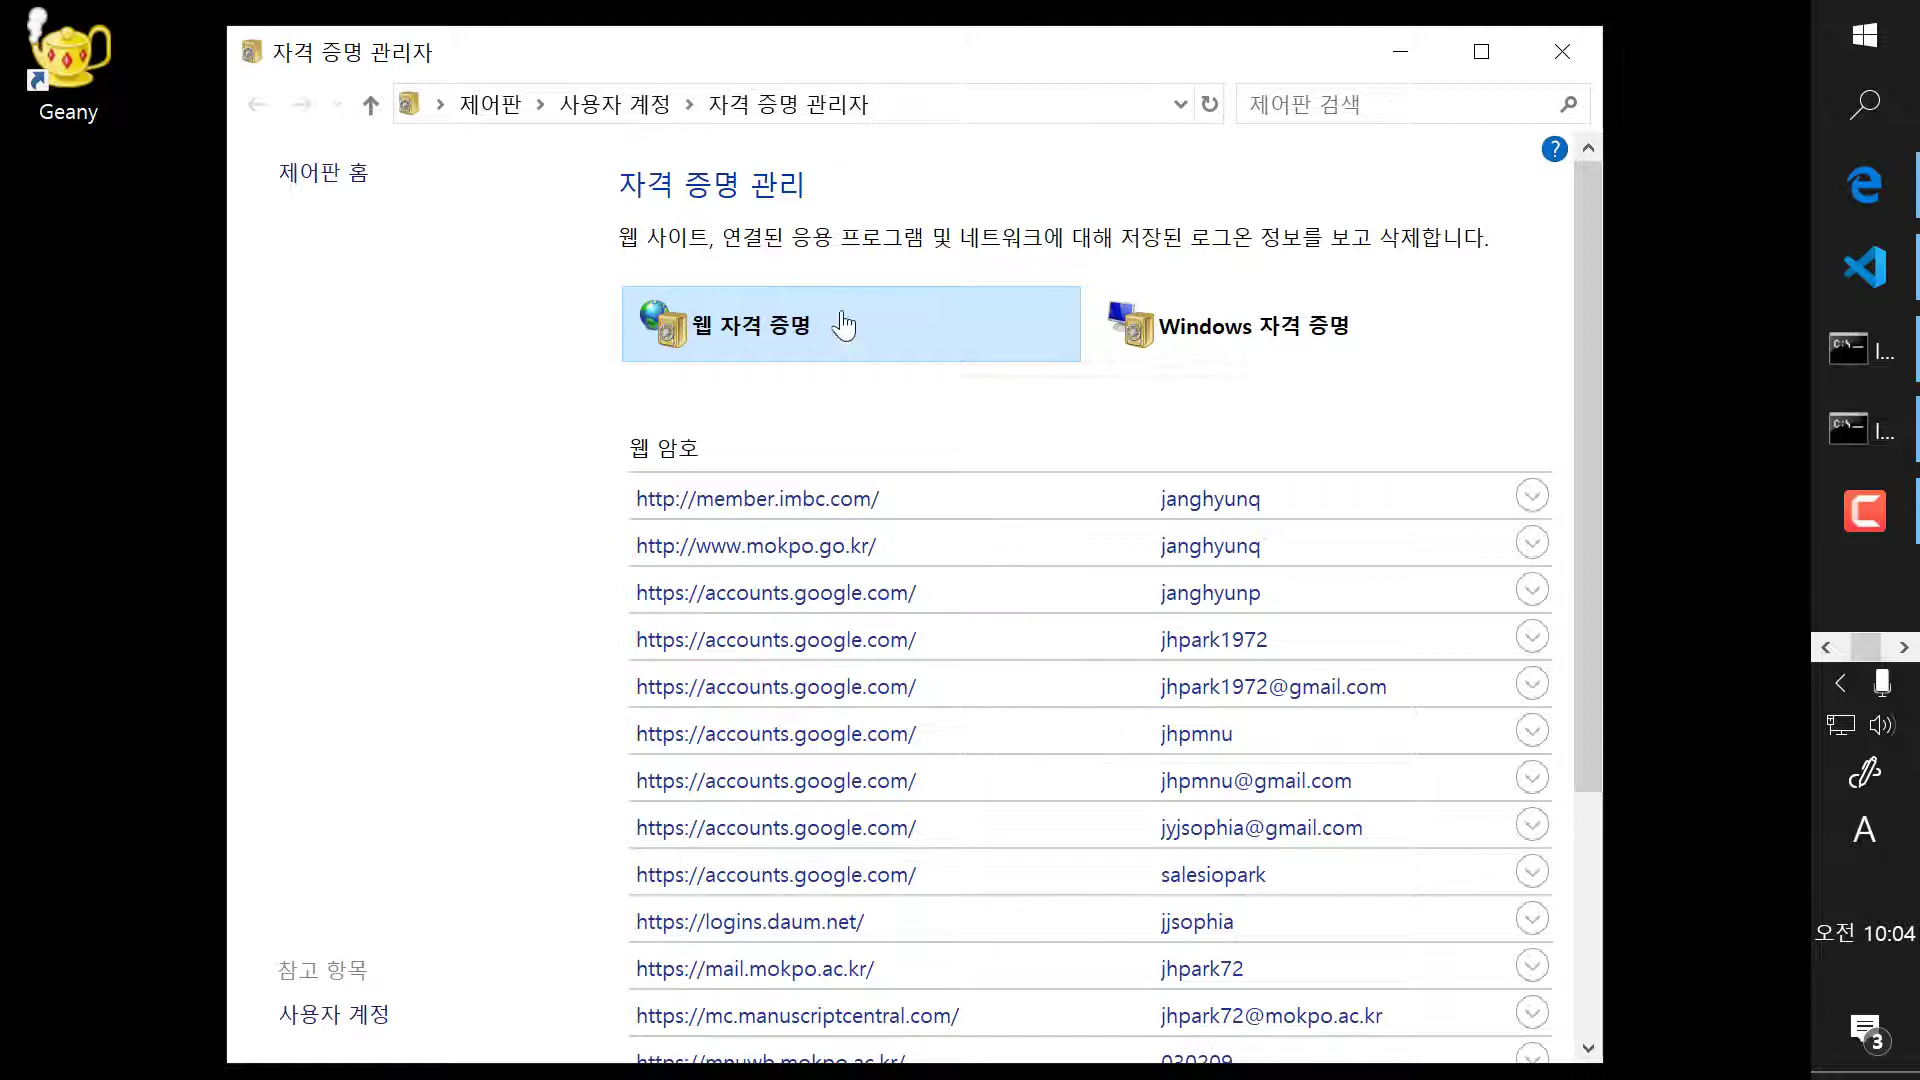 Geany
자격 증명 관리자
제어판 사용자 계정 자격 증명 관리자
제어판 검색
제어판 홈
자격 증명 관리
웹 사이트, 연결된 응용 프로그램 및 네트워크에 대해 저장된 로그온 정보를 보고 삭제합니다.
웹 자격 증명
Windows 자격 증명
웹 암호
http://member.imbc.com/ janghyunq
http://www.mokpo.go.kr/ janghyunq
https://accounts.google.com/ janghyunp
https://accounts.google.com/ jhpark1972
https://accounts.google.com/ jhpark1972@gmail.com
https://accounts.google.com/ jhpmnu
https://accounts.google.com/ jhpmnu@gmail.com
https://accounts.google.com/ jyjsophia@gmail.com
https://accounts.google.com/ salesiopark
https://logins.daum.net/ jjsophia
https://mail.mokpo.ac.kr/ jhpark72
https://mc.manuscriptcentral.com/ jhpark72@mokpo.ac.kr
참고 항목
사용자 계정
A
오전 10:04
3